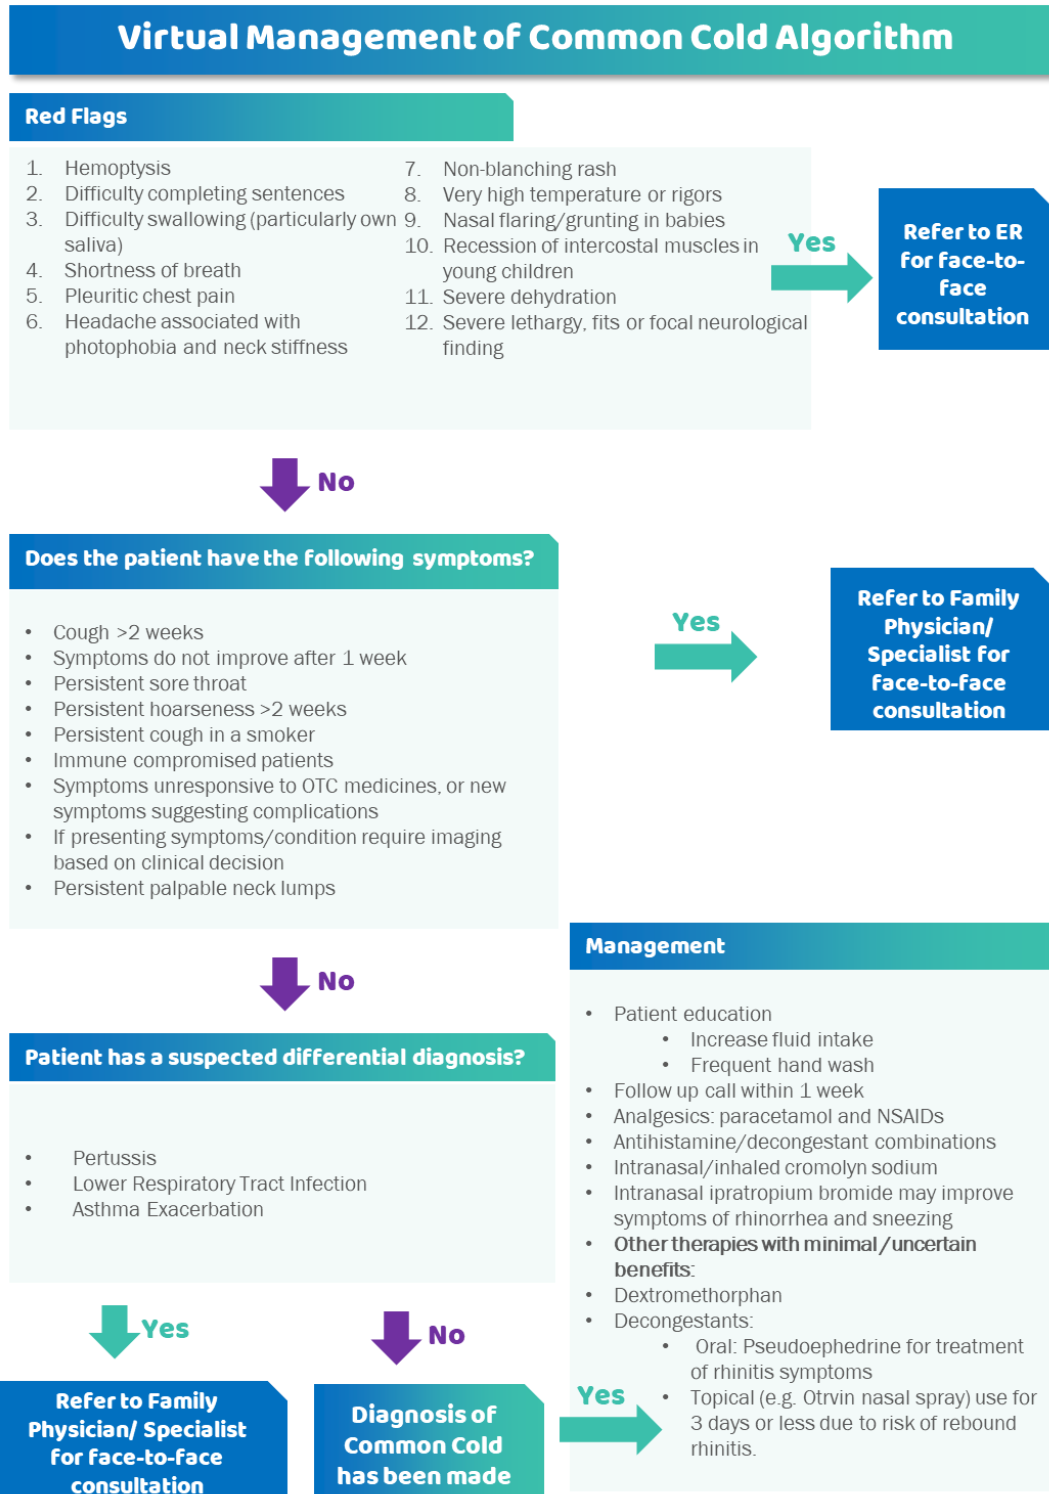 Virtual Management of Common Cold Algorithm
Red Flags
1. Hemoptysis
2. Difficulty completing sentences
3. Difficulty swallowing (particularly own
saliva)
4. Shortness of breath
5. Pleuritic chest pain
6. Headache associated with
photophobia and neck stiffness
7. Non-blanching rash
8. Very high temperature or rigors
9. Nasal flaring/grunting in babies
10. Recession of intercostal muscles in
young children
11. Severe dehydration
12. Severe lethargy, fits or focal neurological
finding
Yes
Refer to ER
for face-to-
face
consultation
No
Does the patient have the following symptoms?
• Cough >2 weeks
• Symptoms do not improve after 1 week
• Persistent sore throat
• Persistent hoarseness >2 weeks
• Persistent cough in a smoker
• Immune compromised patients
• Symptoms unresponsive to OTC medicines, or new
symptoms suggesting complications
• If presenting symptoms/condition require imaging
based on clinical decision
• Persistent palpable neck lumps
Yes
Refer to Family
Physician/
Specialist for
face-to-face
consultation
No
Patient has a suspected differential diagnosis?
• Pertussis
• Lower Respiratory Tract Infection
• Asthma Exacerbation
Yes
Refer to Family
Physician/ Specialist
for face-to-face
consultation
No
Diagnosis of
Common Cold
has been made
Yes
Management
• Patient education
• Increase fluid intake
• Frequent hand wash
• Follow up call within 1 week
• Analgesics: paracetamol and NSAIDs
• Antihistamine/decongestant combinations
• Intranasal/inhaled cromolyn sodium
• Intranasal ipratropium bromide may improve
symptoms of rhinorrhea and sneezing
• Other therapies with minimal/uncertain
benefits:
• Dextromethorphan
• Decongestants:
• Oral: Pseudoephedrine for treatment
of rhinitis symptoms
• Topical (e.g. Otrvin nasal spray) use for
3 days or less due to risk of rebound
rhinitis.